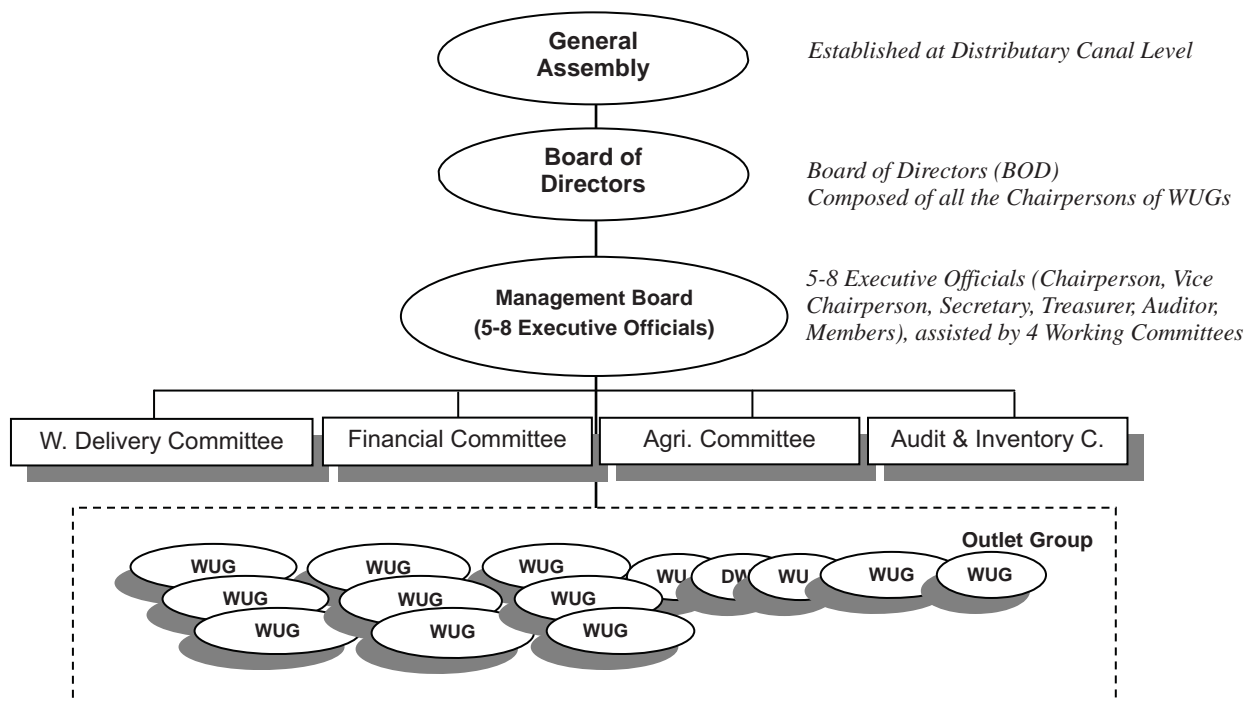 General
Assembly
Established at Distributary Canal Level
Board of
Directors
Board of Directors (BOD)
Composed of all the Chairpersons of WUGs
Management Board
(5-8 Executive Officials)
5-8 Executive Officials (Chairperson, Vice
Chairperson, Secretary, Treasurer, Auditor,
Members), assisted by 4 Working Committees
W. Delivery Committee
Financial Committee
Agri. Committee
Audit & Inventory C.
Outlet Group
WUG
WUG
WUG
WU
DW
WU
WUG
WUG
WUG
WUG
WUG
WUG
WUG
WUG